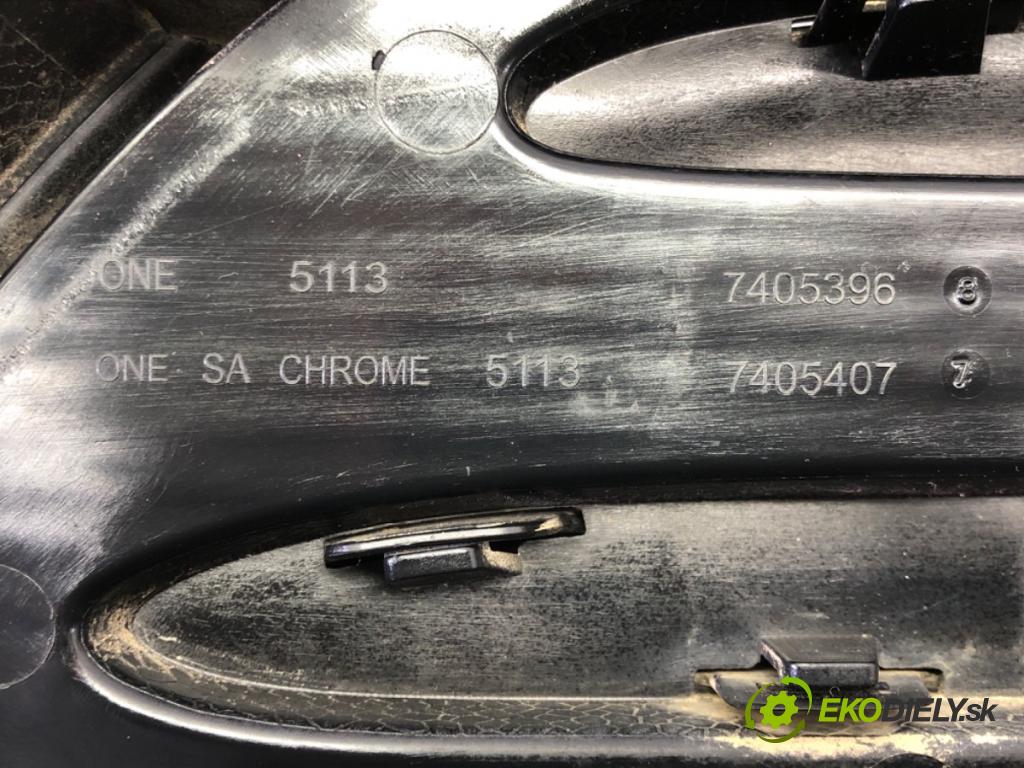 ONE 5113 7405396 8
ONE SA CHROME 5113 7405407 7
EKODIELY.sk